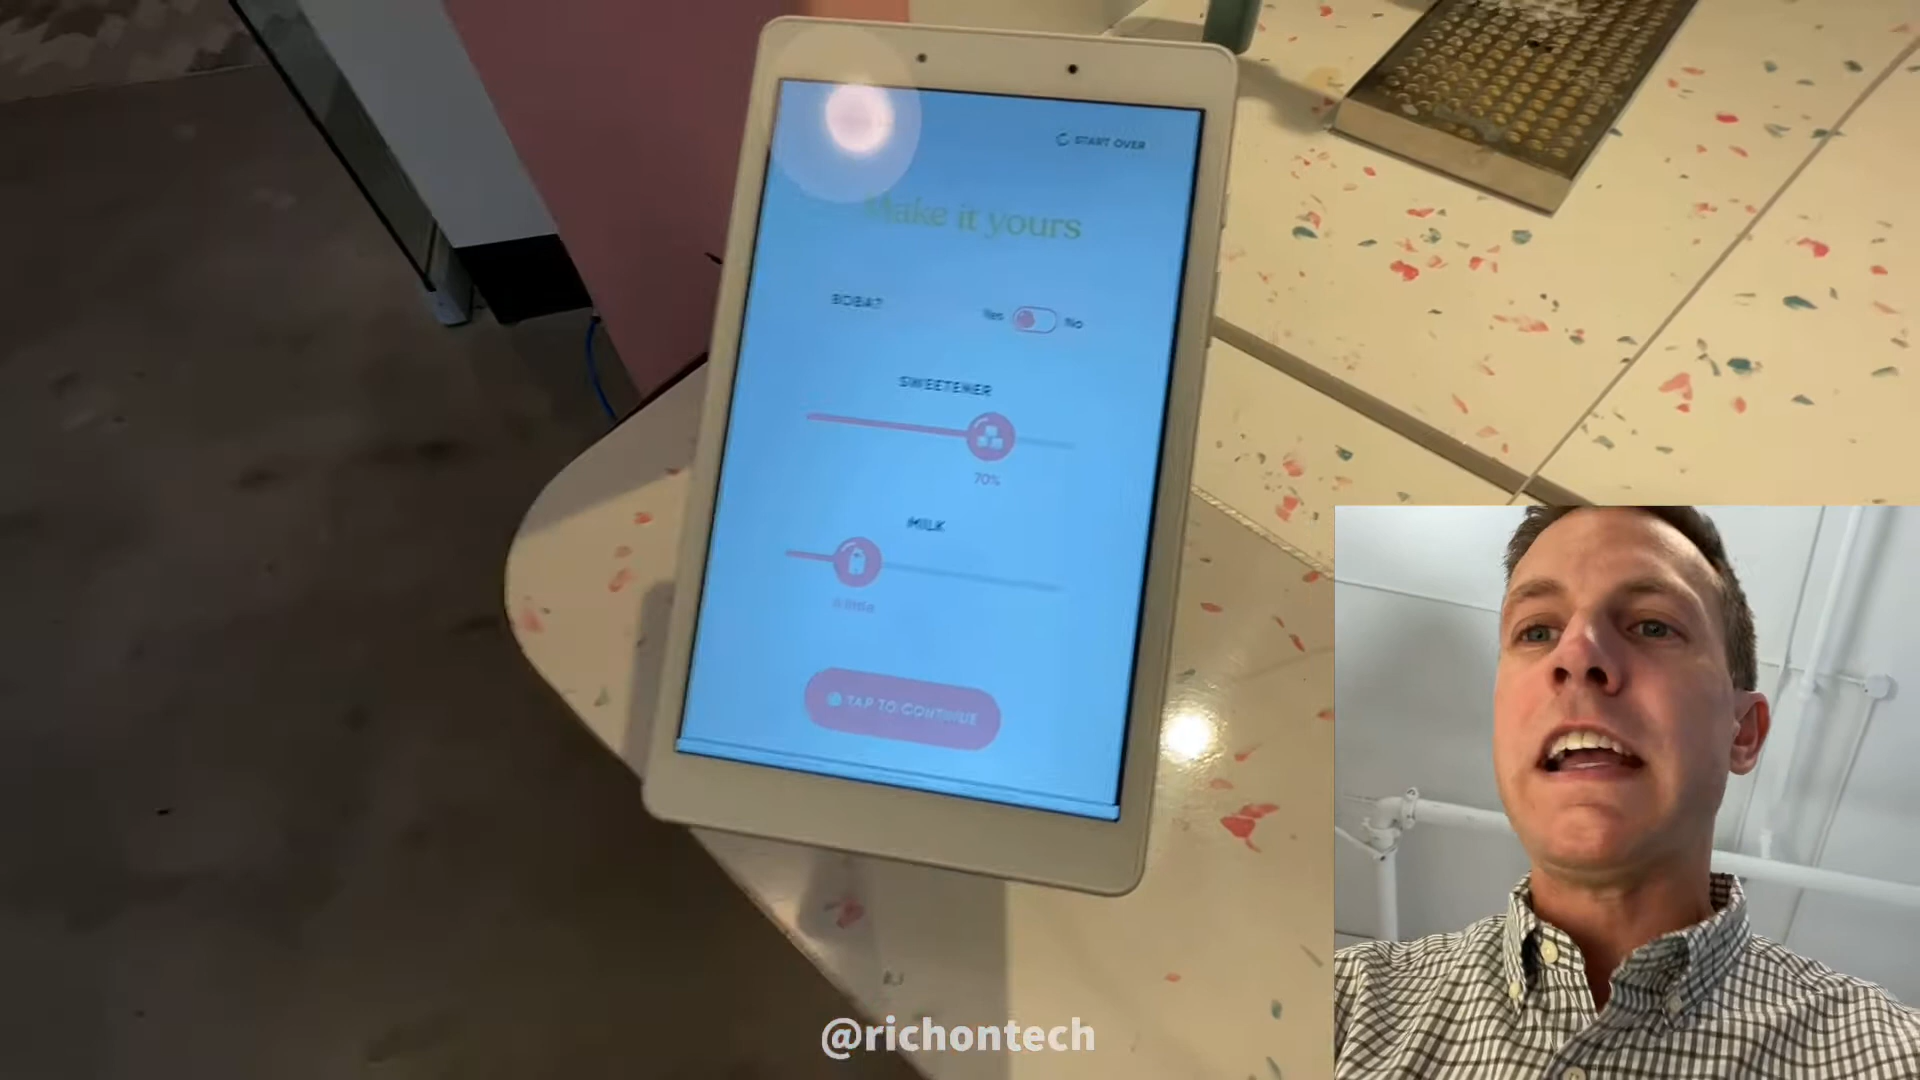 START OVER
Make it yours
BOBA?
Yes
No
SWEETENER
70%
MILK
A little
TAP TO CONTINUE
@richontech